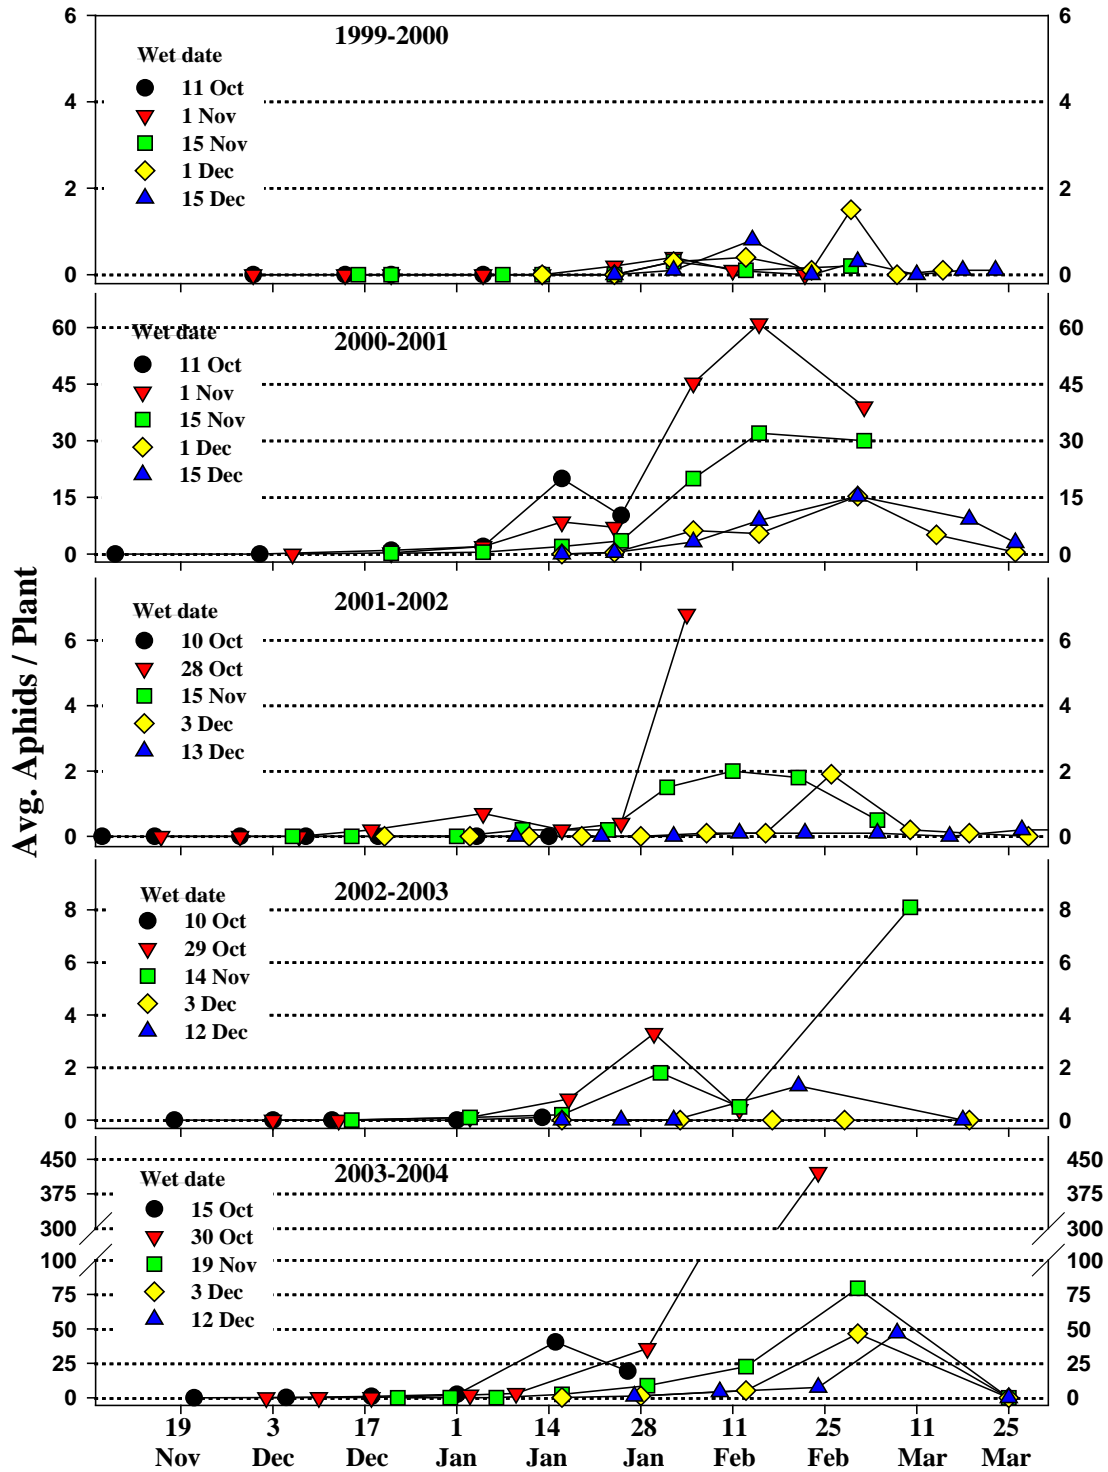 6 6
1999-2000
Wet date
11 Oct
4 4
1 Nov
15 Nov
1 Dec
2 2
15 Dec
0 0
2000-2001
Wet date
60 60
11 Oct
45 45
1 Nov
15 Nov
30 30
1 Dec
15 Dec
15 15
0 0
2001-2002
Wet date
6 6
10 Oct
28 Oct
4 4
15 Nov
3 Dec
2 2
13 Dec
0 0
Avg. Aphids / Plant
2002-2003
Wet date
8 8
10 Oct
29 Oct
6 6
14 Nov
3 Dec
4 4
12 Dec
2 2
0 0
450 450
2003-2004
Wet date
375 375
15 Oct
300 300
30 Oct
100 100
19 Nov
75 75
3 Dec
12 Dec
50 50
25 25
0 0
19 3 17 1 14 28 11 25 11 25
Nov Dec Dec Jan Jan Jan Feb Feb Mar Mar